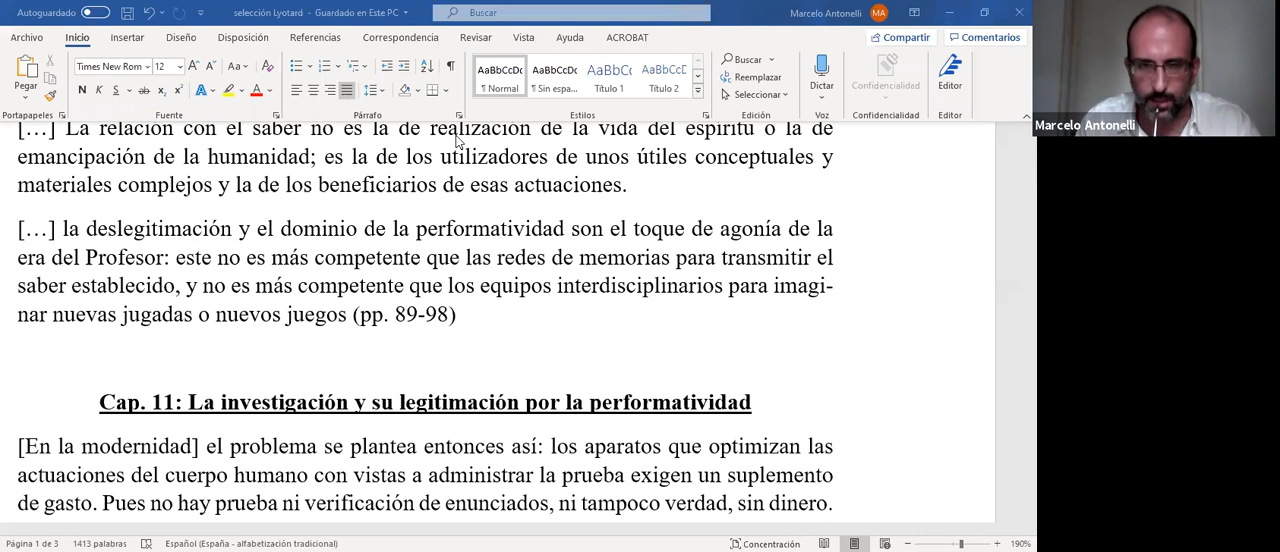 Autoguardado selección Lyotard - Guardado en Este PC Buscar Marcelo Antonelli MA
Archivo Inicio Insertar Diseño Disposición Referencias Correspondencia Revisar Vista Ayuda ACROBAT Compartir Comentarios
Times New Rom 12 Aa AaBbCcDc AaBbCcDc AaBbCc AaBbCcD Buscar
Pegar N K S ab x₂ x² A A ¶ Normal ¶ Sin espa... Título 1 Título 2 Reemplazar Seleccionar Dictar Confidencialidad Editor
Portapapeles Fuente Párrafo Estilos Edición Voz Confidencialidad Editor
Marcelo Antonelli
[…] La relación con el saber no es la de realización de la vida del espíritu o la de
emancipación de la humanidad; es la de los utilizadores de unos útiles conceptuales y
materiales complejos y la de los beneficiarios de esas actuaciones.
[…] la deslegitimación y el dominio de la performatividad son el toque de agonía de la
era del Profesor: este no es más competente que las redes de memorias para transmitir el
saber establecido, y no es más competente que los equipos interdisciplinarios para imagi-
nar nuevas jugadas o nuevos juegos (pp. 89-98)
Cap. 11: La investigación y su legitimación por la performatividad
[En la modernidad] el problema se plantea entonces así: los aparatos que optimizan las
actuaciones del cuerpo humano con vistas a administrar la prueba exigen un suplemento
de gasto. Pues no hay prueba ni verificación de enunciados, ni tampoco verdad, sin dinero.
Página 1 de 3 1413 palabras Español (España - alfabetización tradicional) Concentración 190%